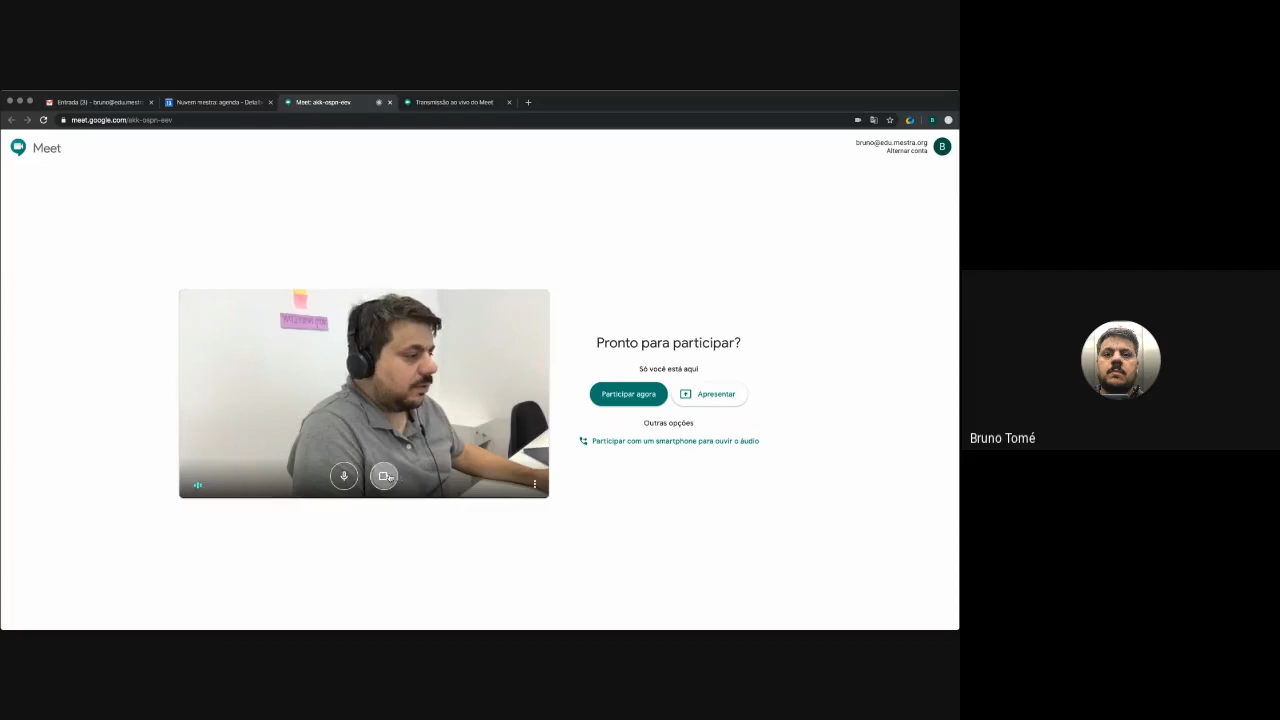 Entrada (3) - bruno@edu.mestr
Nuvem mestra: agenda - Detalh
Meet: akk-ospn-eev
Transmissão ao vivo do Meet
meet.google.com/akk-ospn-eev
Meet
bruno@edu.mestra.org
Alternar conta
B
Pronto para participar?
Só você está aqui
Participar agora
Apresentar
Outras opções
Participar com um smartphone para ouvir o áudio
Bruno Tomé